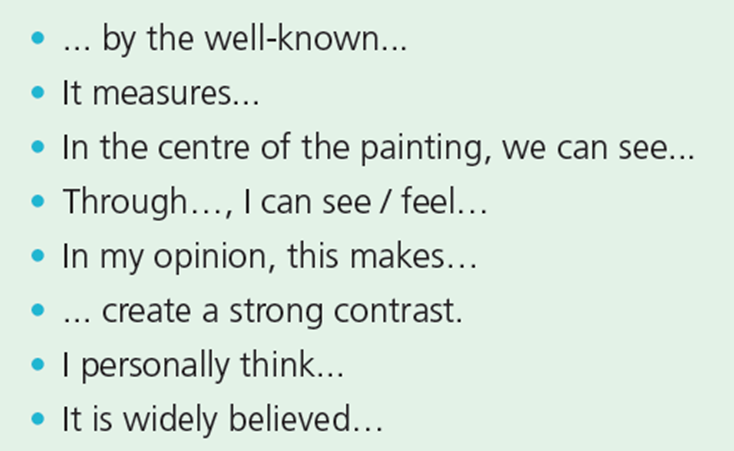 • ... by the well-known...
• It measures...
• In the centre of the painting, we can see...
• Through…, I can see / feel…
• In my opinion, this makes…
• ... create a strong contrast.
• I personally think...
• It is widely believed…